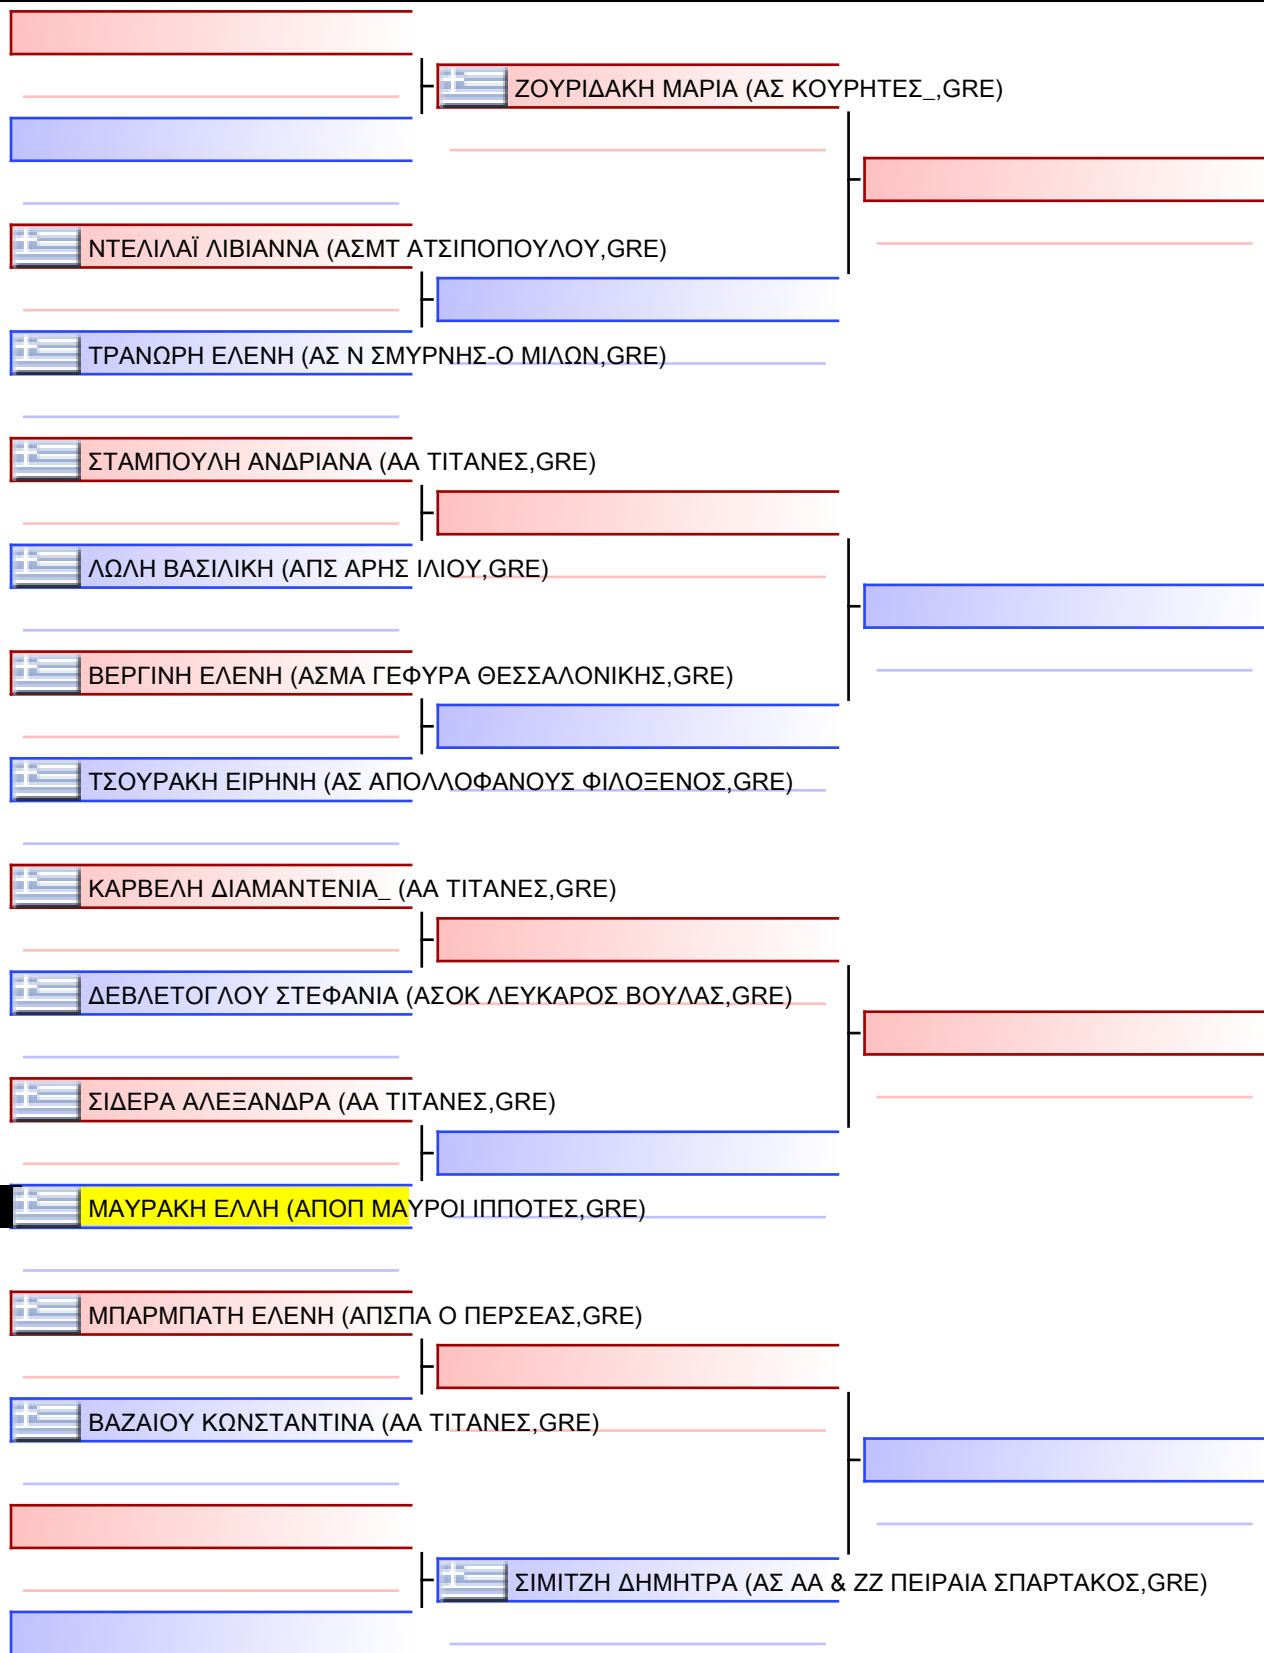 ΖΟΥΡΙΔΑΚΗ ΜΑΡΙΑ (ΑΣ ΚΟΥΡΗΤΕΣ_,GRE)
ΝΤΕΛΙΛΑΪ ΛΙΒΙΑΝΝΑ (ΑΣΜΤ ΑΤΣΙΠΟΠΟΥΛΟΥ,GRE)
ΤΡΑΝΩΡΗ ΕΛΕΝΗ (ΑΣ Ν ΣΜΥΡΝΗΣ-Ο ΜΙΛΩΝ,GRE)
ΣΤΑΜΠΟΥΛΗ ΑΝΔΡΙΑΝΑ (ΑΑ ΤΙΤΑΝΕΣ,GRE)
ΛΩΛΗ ΒΑΣΙΛΙΚΗ (ΑΠΣ ΑΡΗΣ ΙΛΙΟΥ,GRE)
ΒΕΡΓΙΝΗ ΕΛΕΝΗ (ΑΣΜΑ ΓΕΦΥΡΑ ΘΕΣΣΑΛΟΝΙΚΗΣ,GRE)
ΤΣΟΥΡΑΚΗ ΕΙΡΗΝΗ (ΑΣ ΑΠΟΛΛΟΦΑΝΟΥΣ ΦΙΛΟΞΕΝΟΣ,GRE)
ΚΑΡΒΕΛΗ ΔΙΑΜΑΝΤΕΝΙΑ_ (ΑΑ ΤΙΤΑΝΕΣ,GRE)
ΔΕΒΛΕΤΟΓΛΟΥ ΣΤΕΦΑΝΙΑ (ΑΣΟΚ ΛΕΥΚΑΡΟΣ ΒΟΥΛΑΣ,GRE)
ΣΙΔΕΡΑ ΑΛΕΞΑΝΔΡΑ (ΑΑ ΤΙΤΑΝΕΣ,GRE)
ΜΑΥΡΑΚΗ ΕΛΛΗ (ΑΠΟΠ ΜΑΥΡΟΙ ΙΠΠΟΤΕΣ,GRE)
ΜΠΑΡΜΠΑΤΗ ΕΛΕΝΗ (ΑΠΣΠΑ Ο ΠΕΡΣΕΑΣ,GRE)
ΒΑΖΑΙΟΥ ΚΩΝΣΤΑΝΤΙΝΑ (ΑΑ ΤΙΤΑΝΕΣ,GRE)
ΣΙΜΙΤΖΗ ΔΗΜΗΤΡΑ (ΑΣ ΑΑ & ΖΖ ΠΕΙΡΑΙΑ ΣΠΑΡΤΑΚΟΣ,GRE)